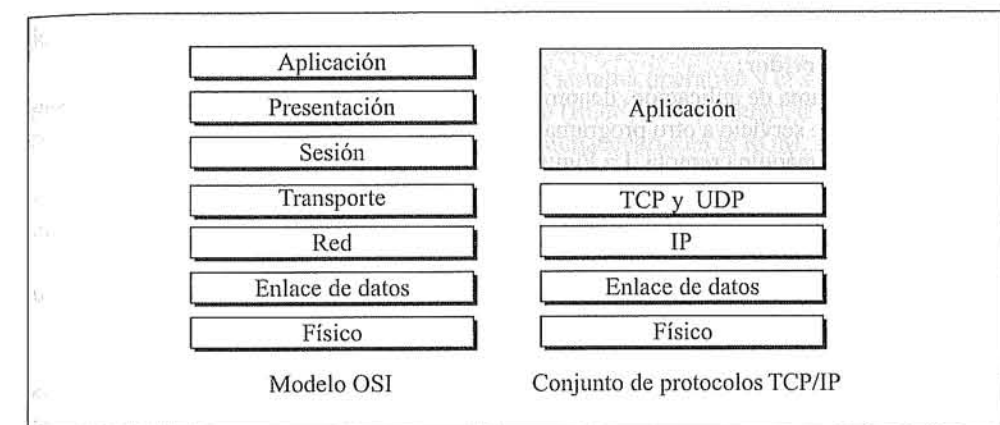 Aplicación
Presentación
Sesión
Transporte
Red
Enlace de datos
Físico
Modelo OSI
Aplicación
TCP y UDP
IP
Enlace de datos
Físico
Conjunto de protocolos TCP/IP